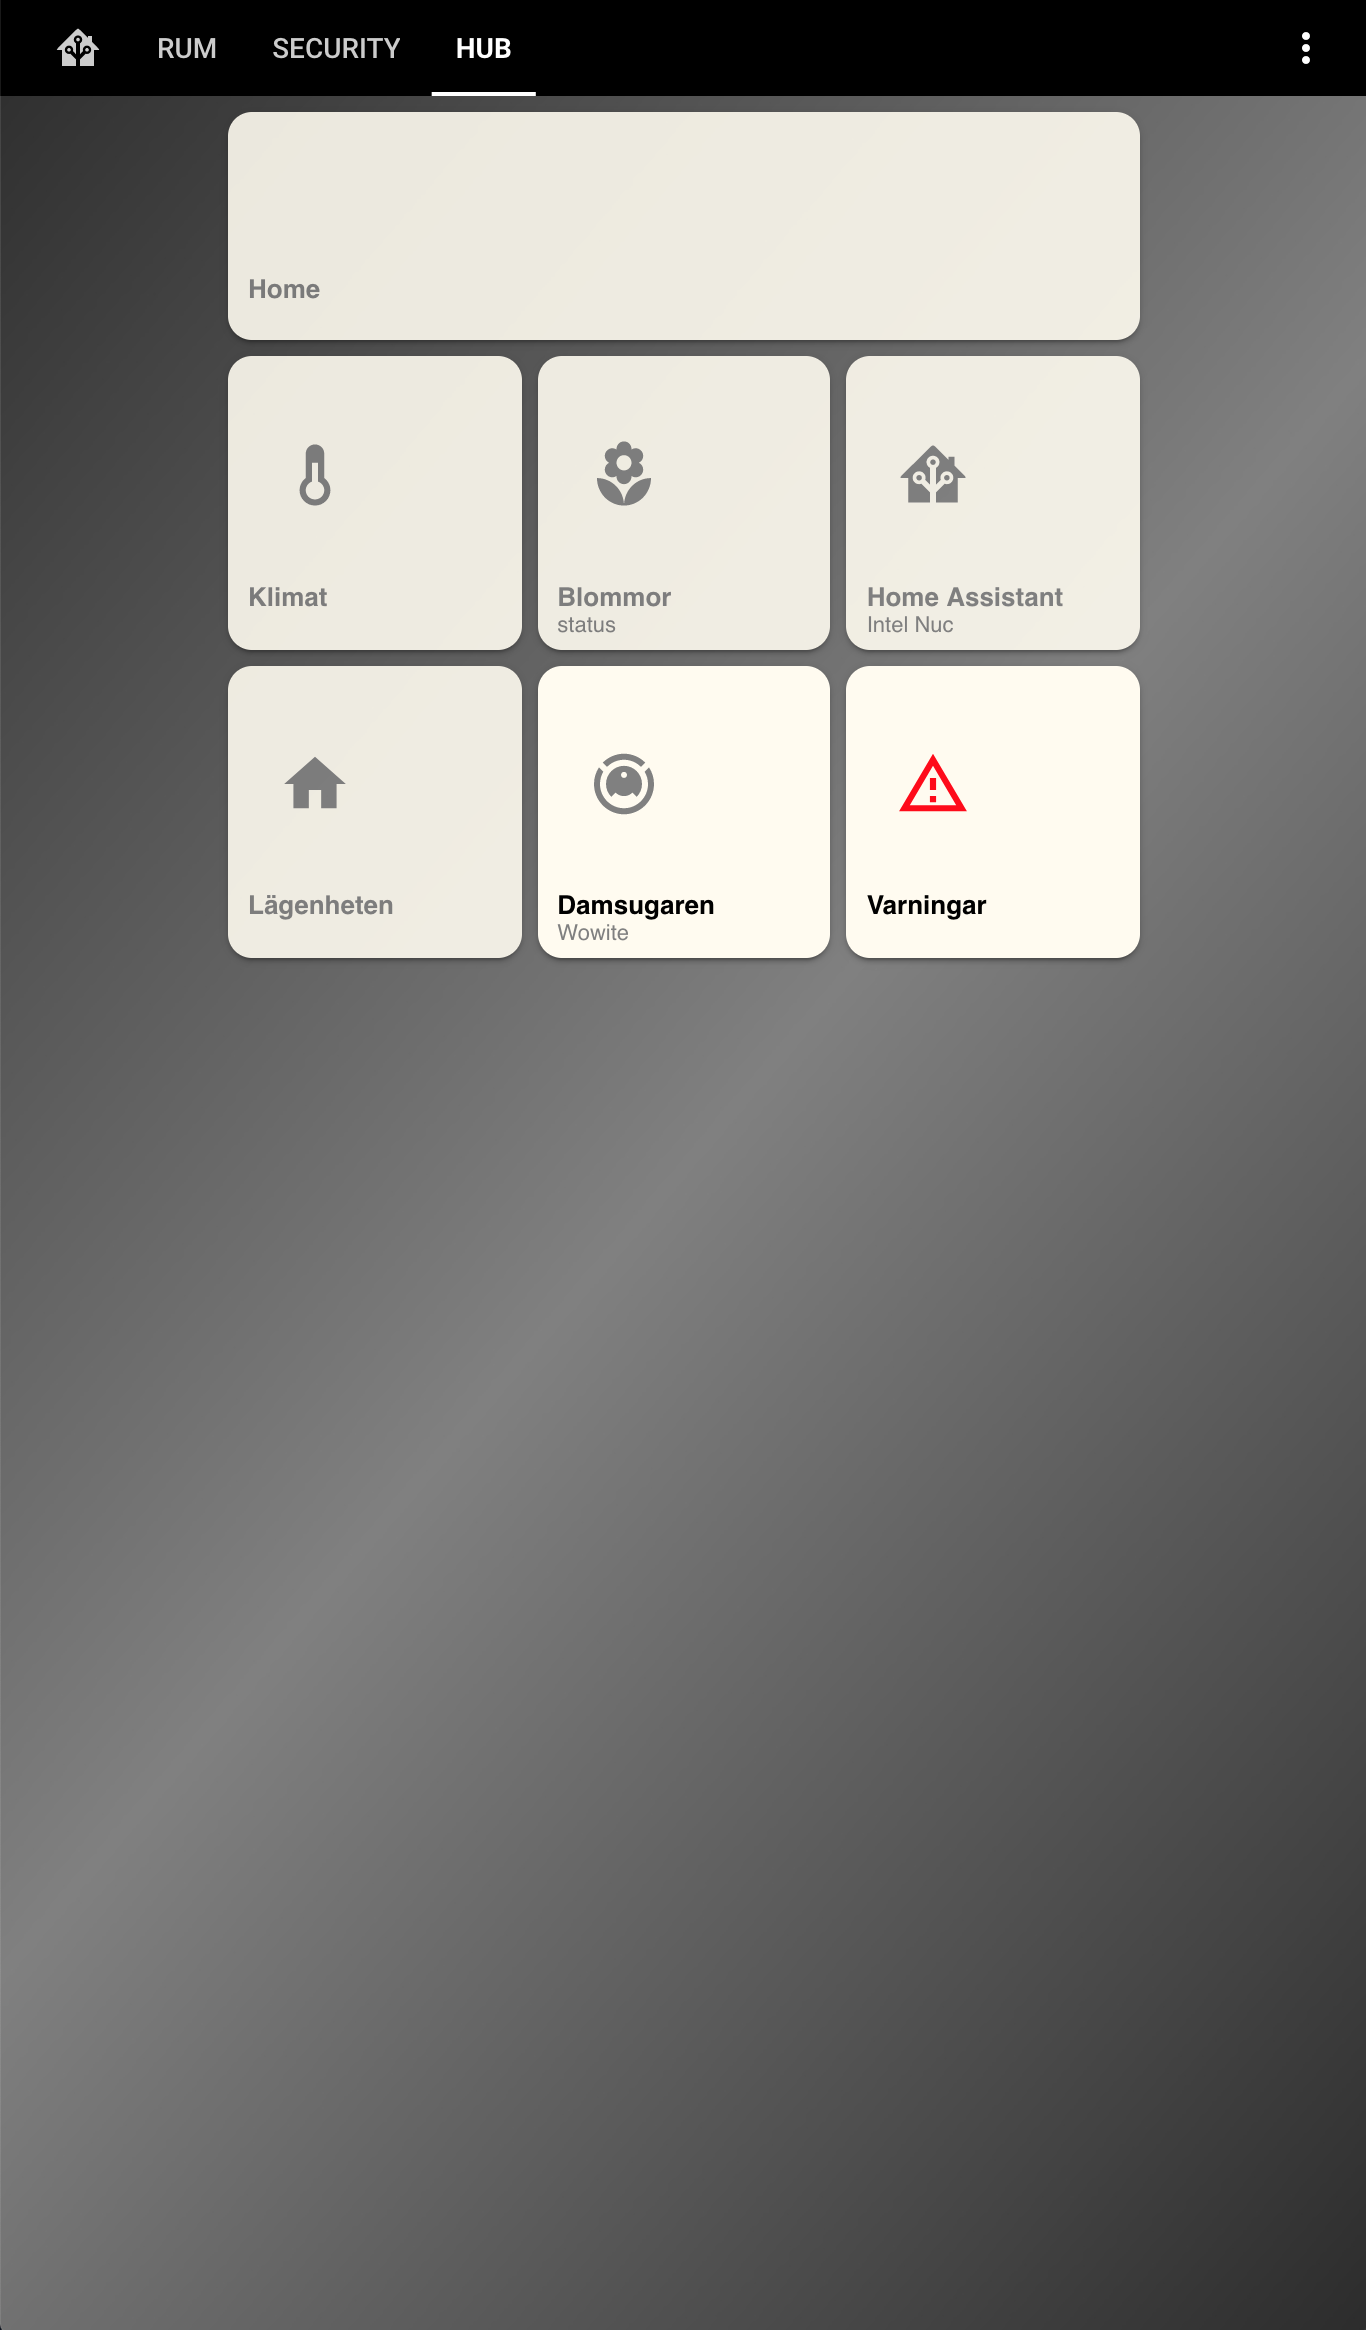 RUM
SECURITY
HUB
Home
Klimat
Blommor
status
Home Assistant
Intel Nuc
Lägenheten
Damsugaren
Wowite
Varningar